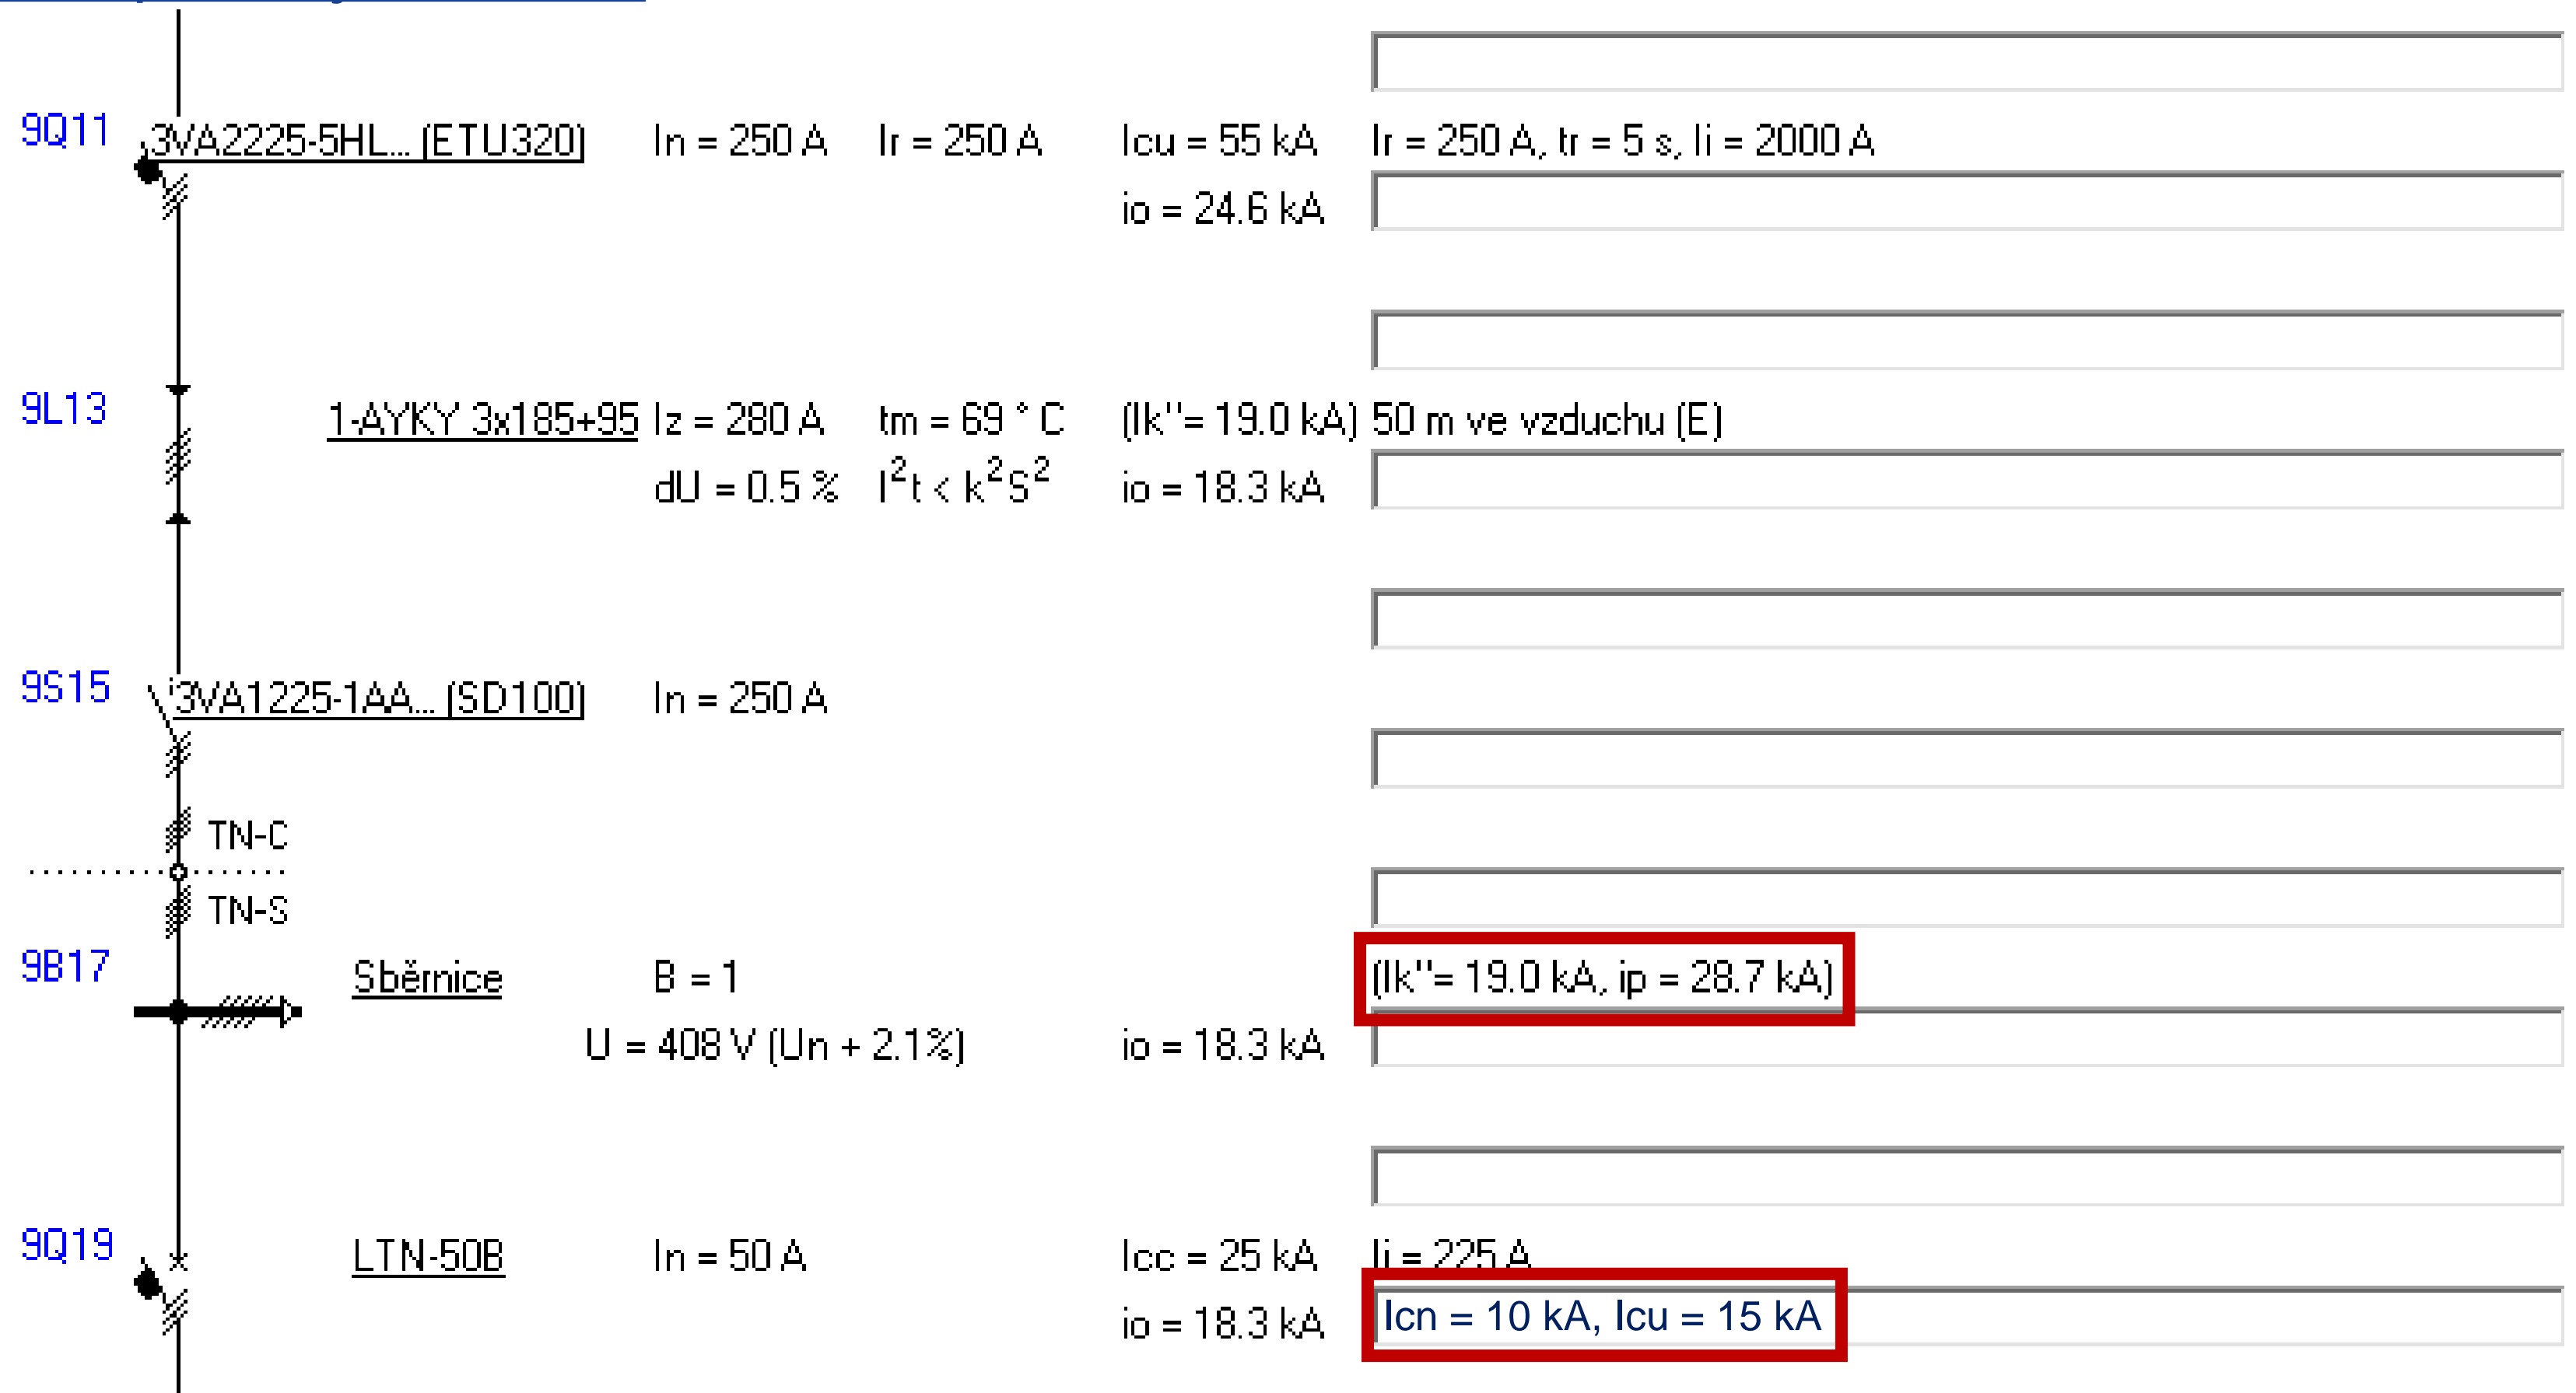 9Q11 3VA2225-5HL... (ETU320) In = 250 A Ir = 250 A Icu = 55 kA Ir = 250 A, tr = 5 s, Ii = 2000 A
io = 24.6 kA
9L13 1-AYKY 3x185+95 Iz = 280 A tm = 69 ° C (Ik''= 19.0 kA) 50 m ve vzduchu (E)
dU = 0.5 % I²t < k²S² io = 18.3 kA
9S15 3VA1225-1AA... (SD100) In = 250 A
TN-C
TN-S
9B17 Sběrnice B = 1 (Ik''= 19.0 kA, ip = 28.7 kA)
U = 408 V (Un + 2.1%) io = 18.3 kA
9Q19 LTN-50B In = 50 A Icc = 25 kA Ii = 225 A
io = 18.3 kA Icn = 10 kA, Icu = 15 kA